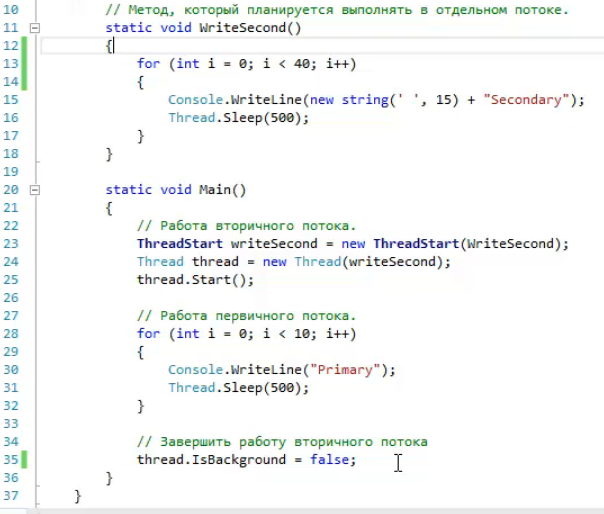 10 // Метод, который планируется выполнять в отдельном потоке.
11 static void WriteSecond()
12 {
13 for (int i = 0; i < 40; i++)
14 {
15 Console.WriteLine(new string(' ', 15) + "Secondary");
16 Thread.Sleep(500);
17 }
18 }
19
20 static void Main()
21 {
22 // Работа вторичного потока.
23 ThreadStart writeSecond = new ThreadStart(WriteSecond);
24 Thread thread = new Thread(writeSecond);
25 thread.Start();
26
27 // Работа первичного потока.
28 for (int i = 0; i < 10; i++)
29 {
30 Console.WriteLine("Primary");
31 Thread.Sleep(500);
32 }
33
34 // Завершить работу вторичного потока
35 thread.IsBackground = false;
36 }
37 }